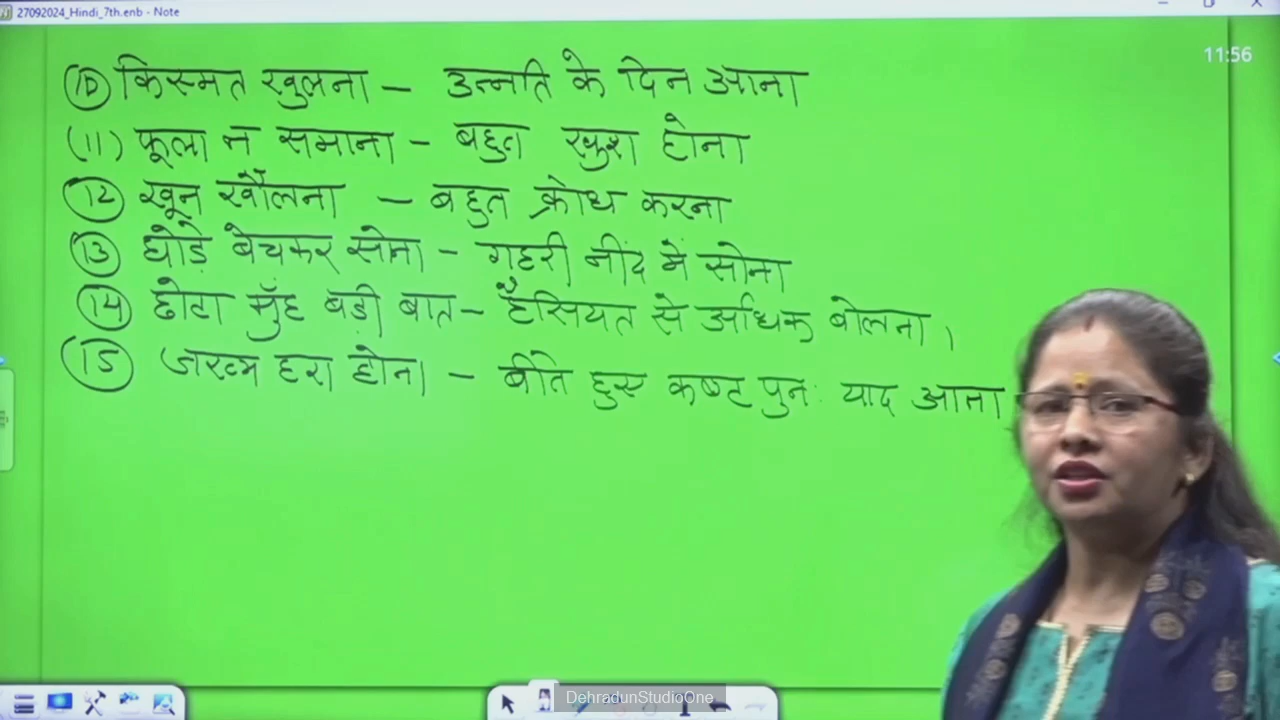 27092024_Hindi_7th.enb - Note
11:56
(10) किस्मत खुलना - उन्नति के दिन आना
(11) फूला न समाना - बहुत खुश होना
(12) खून खौलना - बहुत क्रोध करना
(13) घोड़े बेचकर सोना - गहरी नींद में सोना
(14) छोटा मुँह बड़ी बात - हैसियत से अधिक बोलना।
(15) जख्म हरा होना - बीते हुए कष्ट पुनः याद आना
DehradunStudioOne